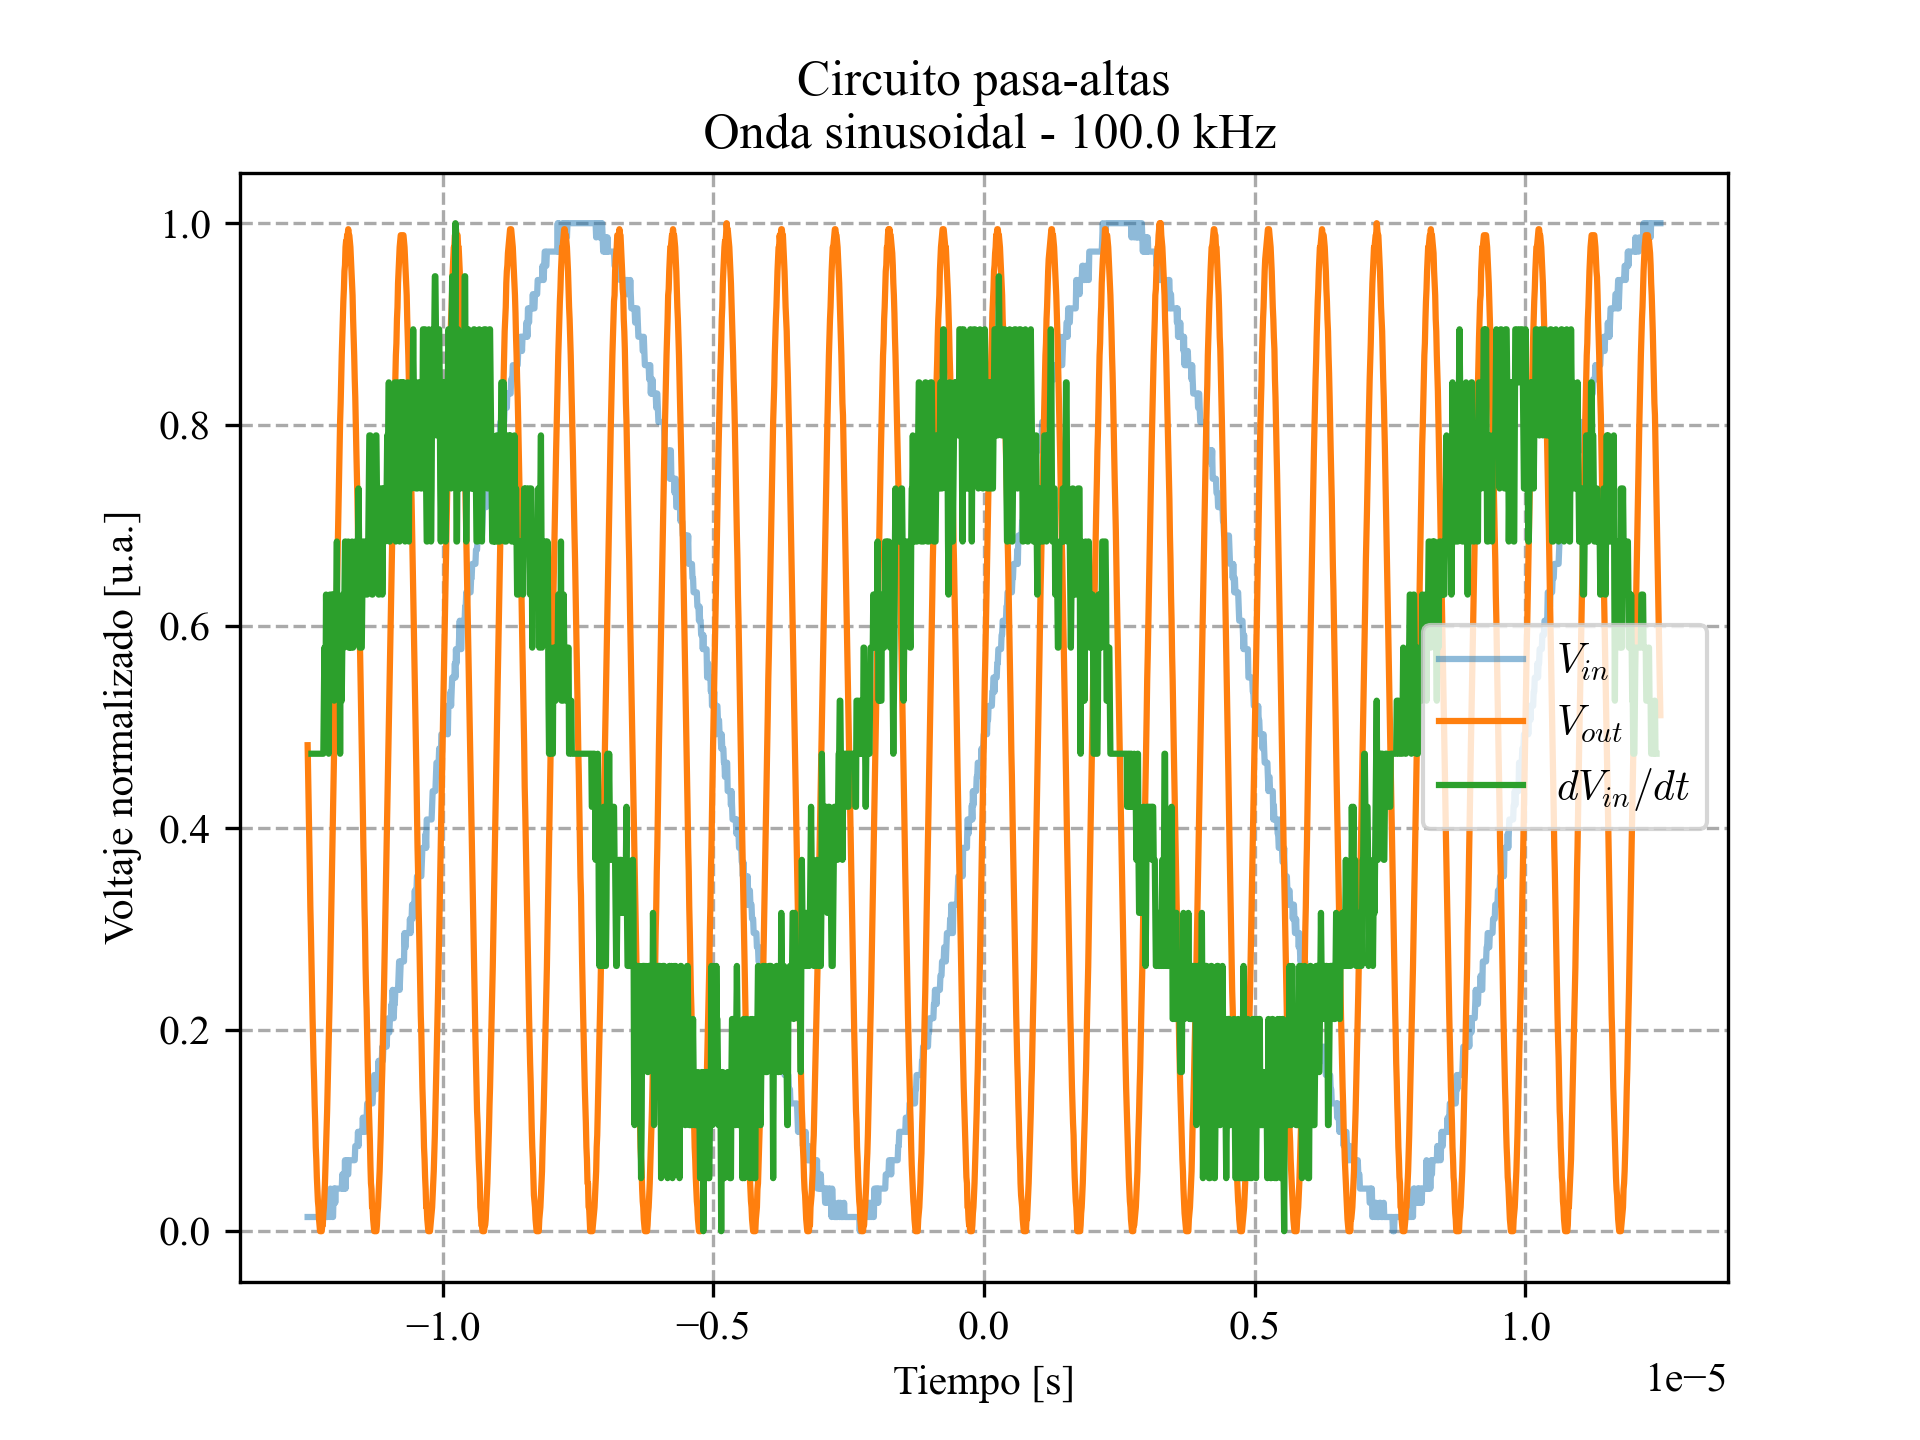 Circuito pasa-altas
Onda sinusoidal - 100.0 kHz
1.0
0.8
0.6
0.4
0.2
0.0
Voltaje normalizado [u.a.]
V_{in}
V_{out}
dV_{in}/dt
−1.0
−0.5
0.0
0.5
1.0
1e−5
Tiempo [s]